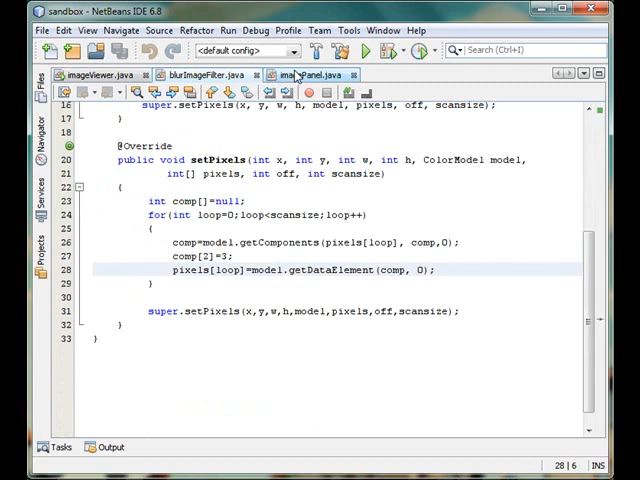 sandbox - NetBeans IDE 6.8
File Edit View Navigate Source Refactor Run Debug Profile Team Tools Window Help
<default config>
Search (Ctrl+I)
imageViewer.java blurImageFilter.java imagePanel.java
Files
Navigator
Services
Projects
16 super.setPixels(x, y, w, h, model, pixels, off, scansize);
17 }
18
@Override
20 public void setPixels(int x, int y, int w, int h, ColorModel model,
21 int[] pixels, int off, int scansize)
22 {
23 int comp[]=null;
24 for(int loop=0;loop<scansize;loop++)
25 {
26 comp=model.getComponents(pixels[loop], comp,0);
27 comp[2]=3;
28 pixels[loop]=model.getDataElement(comp, 0);
29 }
30
31 super.setPixels(x,y,w,h,model,pixels,off,scansize);
32 }
33 }
Tasks Output
28 | 6 INS